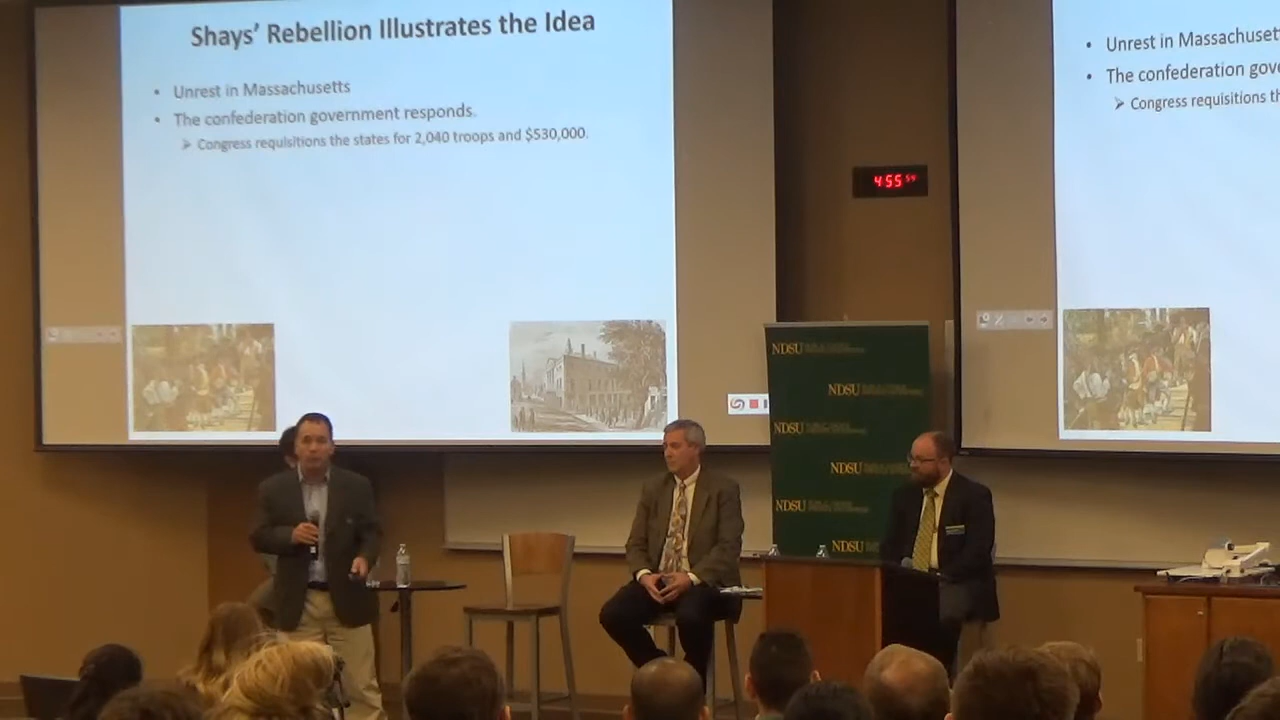 Shays’ Rebellion Illustrates the Idea
• Unrest in Massachusetts
• The confederation government responds.
➢ Congress requisitions the states for 2,040 troops and $530,000.
• Unrest in Massachuset
• The confederation gov
➢ Congress requisitions th
4:55 59
NDSU
NDSU
NDSU
NDSU
NDSU
NDSU